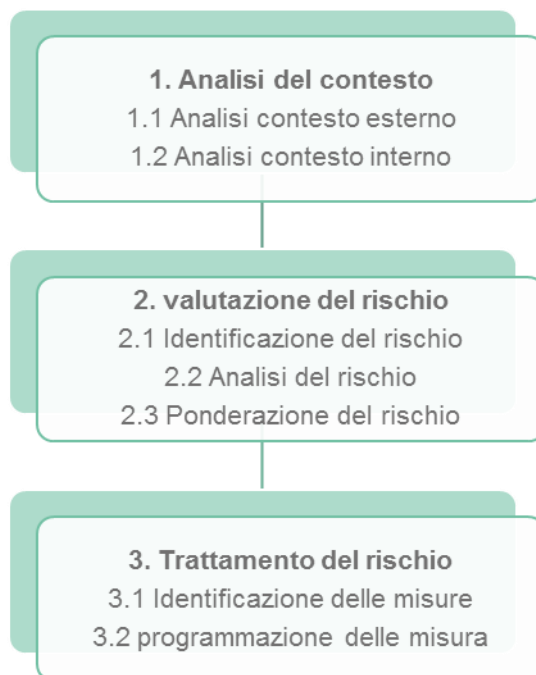 1. Analisi del contesto
1.1 Analisi contesto esterno
1.2 Analisi contesto interno
2. valutazione del rischio
2.1 Identificazione del rischio
2.2 Analisi del rischio
2.3 Ponderazione del rischio
3. Trattamento del rischio
3.1 Identificazione delle misure
3.2 programmazione delle misura